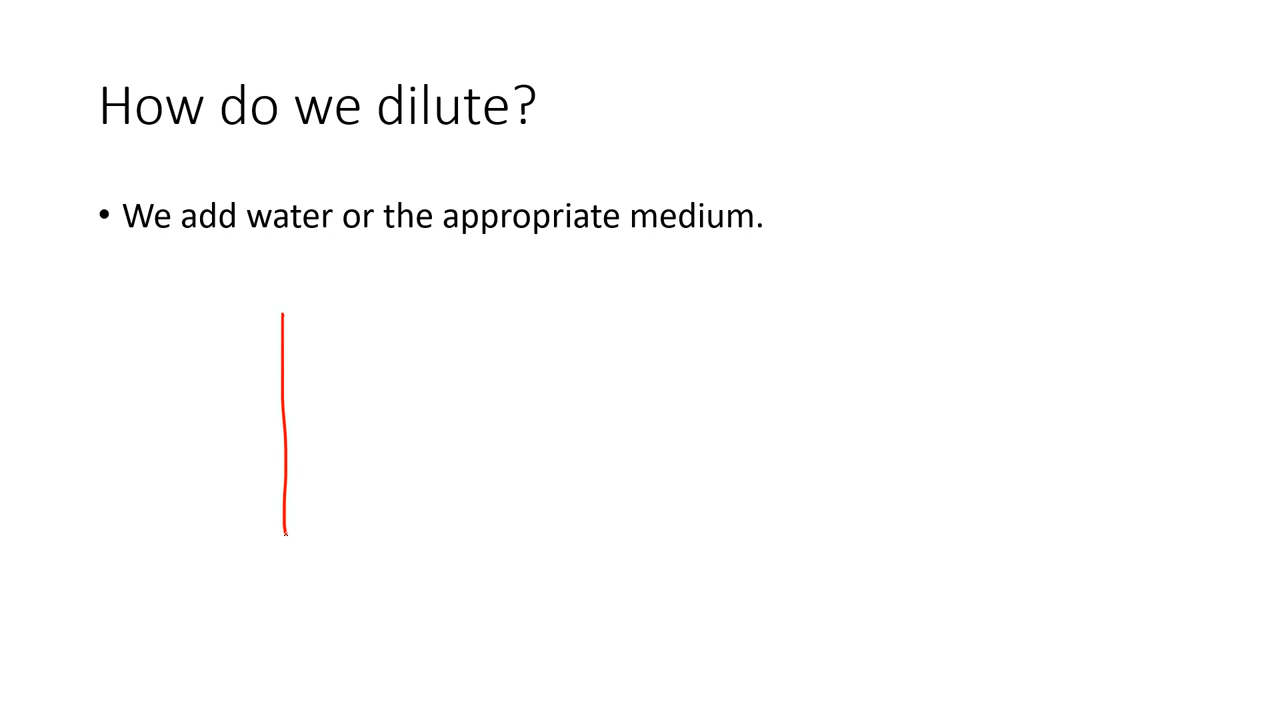 How do we dilute?
• We add water or the appropriate medium.